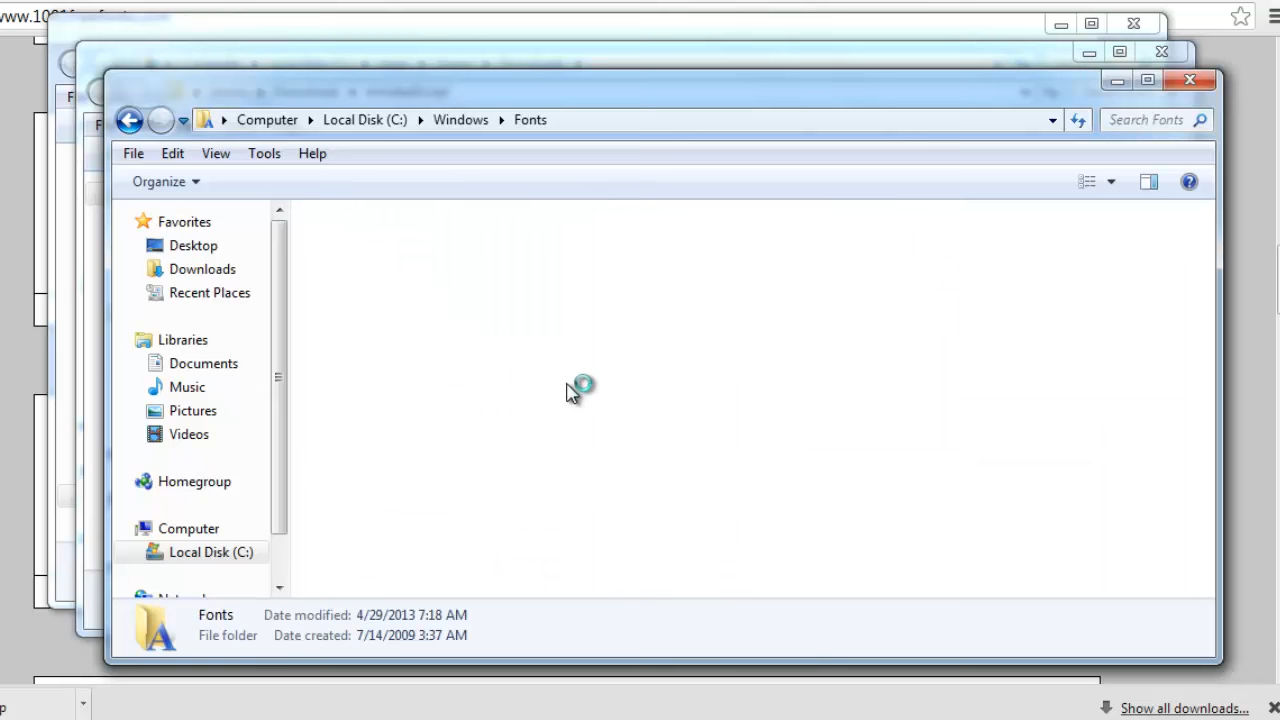 www.10
Computer Local Disk (C:) Windows Fonts
Search Fonts
File Edit View Tools Help
Organize
Favorites
Desktop
Downloads
Recent Places
Libraries
Documents
Music
Pictures
Videos
Homegroup
Computer
Local Disk (C:)
Fonts Date modified: 4/29/2013 7:18 AM
File folder Date created: 7/14/2009 3:37 AM
p
Show all downloads...